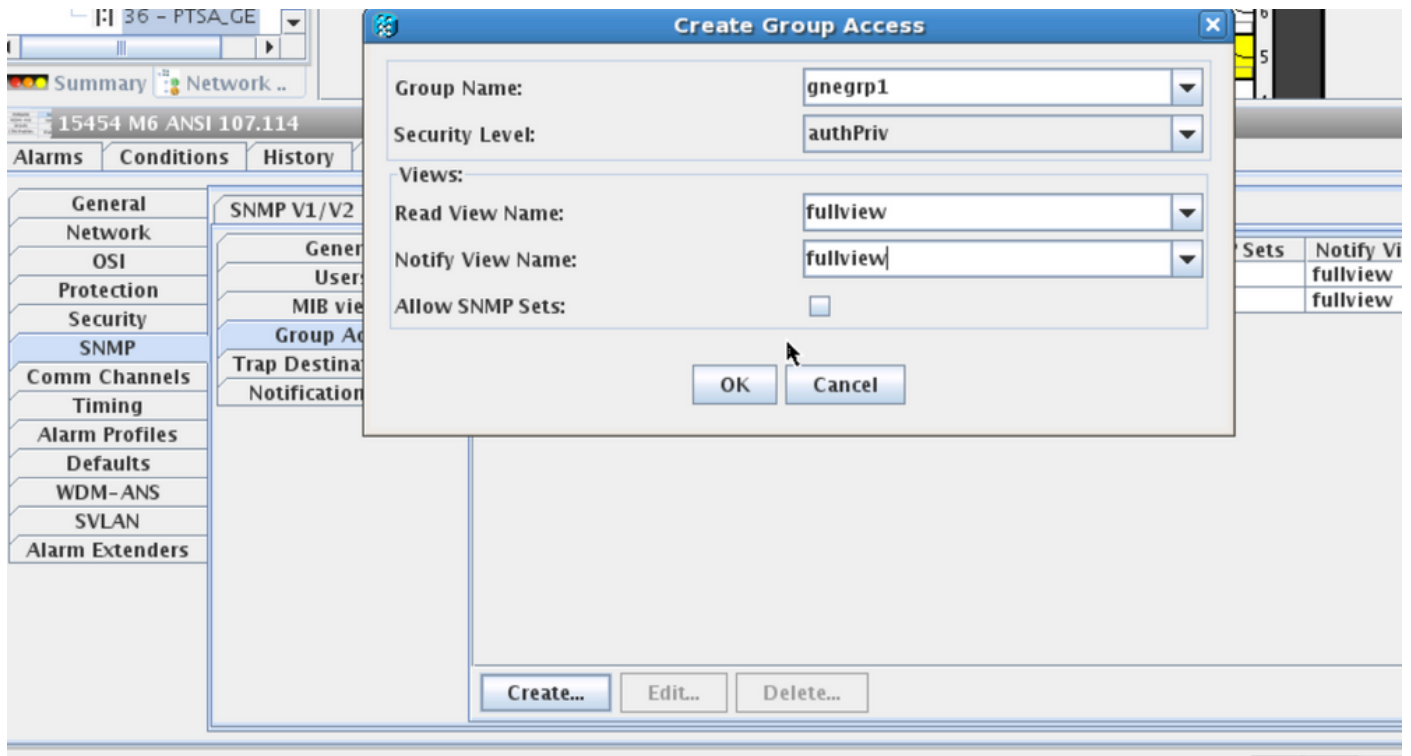 36 - PTSA_GE
Create Group Access
6
5
Summary Network ..
Group Name: gnegrp1
15454 M6 ANSI 107.114
Security Level: authPriv
Alarms Conditions History
Views:
General
SNMP V1/V2
Read View Name: fullview
Network
OSI
Notify View Name: fullview
Sets Notify Vi
fullview
Protection
MIB vie
Allow SNMP Sets:
fullview
Security
Group Ac
SNMP
Trap Destina
Comm Channels
OK Cancel
Notification
Timing
Alarm Profiles
Defaults
WDM-ANS
SVLAN
Alarm Extenders
Create... Edit... Delete...